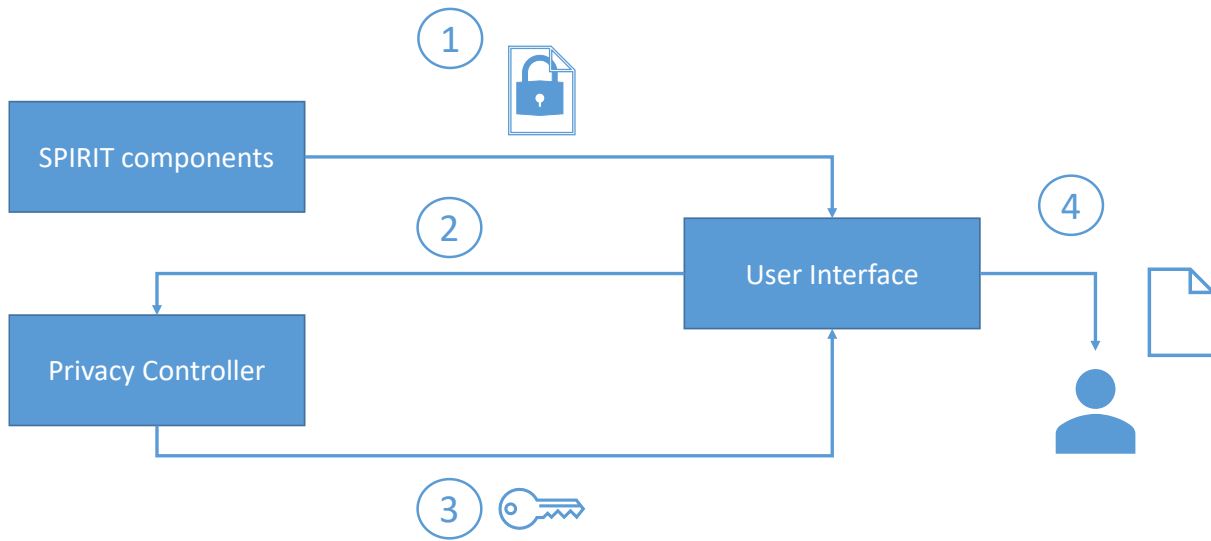 1
SPIRIT components
2
4
User Interface
Privacy Controller
3